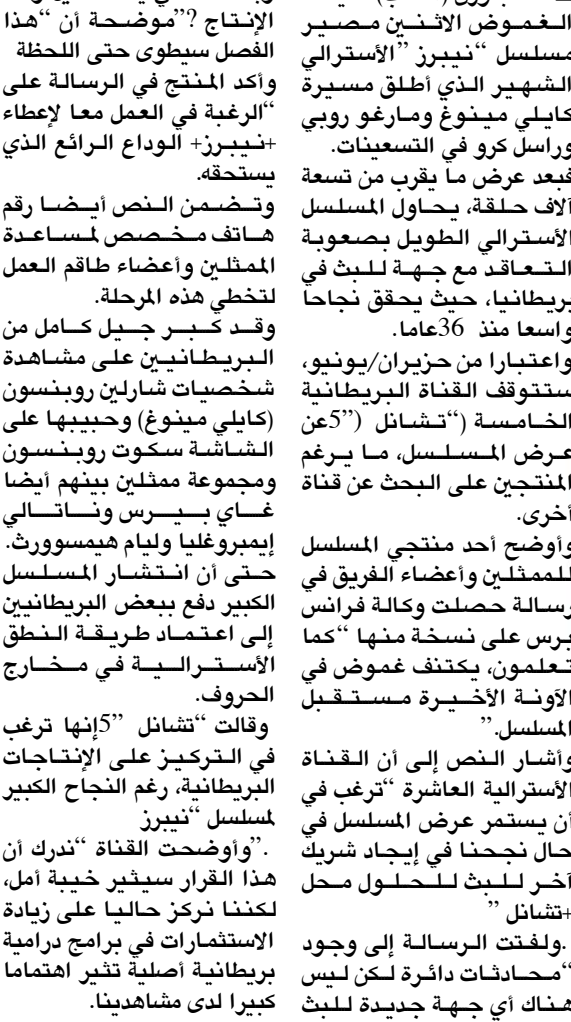 الـغـمـوض الاثـنـين مـصـيـر
مسلسل “نيبرز ”الأسترالي
الشهير الذي أطلق مسيرة
كايلي مينوغ ومارغو روبي
وراسل كرو في التسعينات.
فبعد عرض ما يقرب من تسعة
آلاف حلقة، يحاول المسلسل
الأسترالي الطويل بصعوبة
التعاقد مع جهة للبث في
بريطانيا، حيث يحقق نجاحا
واسعا منذ 36عاما.
واعتبارا من حزيران/يونيو،
ستتوقف القناة البريطانية
الخامسة (“تشانل (”5عن
عرض المسلسل، ما يرغم
المنتجين على البحث عن قناة
أخرى.
وأوضح أحد منتجي المسلسل
للممثلين وأعضاء الفريق في
رسالة حصلت وكالة فرانس
برس على نسخة منها “كما
تعلمون، يكتنف غموض في
الآونة الأخيرة مستقبل
المسلسل.”
وأشار النص إلى أن القناة
الأسترالية العاشرة “ترغب في
أن يستمر عرض المسلسل في
حال نجحنا في إيجاد شريك
آخر للبث للحلول محل
+تشانل ”
.ولفتت الرسالة إلى وجود
“محادثات دائرة لكن ليس
هناك أي جهة جديدة للبث
الإنتاج ?”موضحة أن “هذا
الفصل سيطوى حتى اللحظة
وأكد المنتج في الرسالة على
“الرغبة في العمل معا لإعطاء
+نيبرز+ الوداع الرائع الذي
يستحقه.
وتضمن النص أيضا رقم
هاتف مخصص لمساعدة
الممثلين وأعضاء طاقم العمل
لتخطي هذه المرحلة.
وقد كبر جيل كامل من
البريطانيين على مشاهدة
شخصيات شارلين روبنسون
(كايلي مينوغ) وحبيبها على
الشاشة سكوت روبنسون
ومجموعة ممثلين بينهم أيضا
غاي بيرس وناتالي
إيمبروغليا وليام هيمسوورث.
حتى أن انتشار المسلسل
الكبير دفع ببعض البريطانيين
إلى اعتماد طريقة النطق
الأسترالية في مخارج
الحروف.
وقالت “تشانل ”5إنها ترغب
في التركيز على الإنتاجات
البريطانية، رغم النجاح الكبير
لمسلسل “نيبرز
.”وأوضحت القناة “ندرك أن
هذا القرار سيثير خيبة أمل،
لكننا نركز حاليا على زيادة
الاستثمارات في برامج درامية
بريطانية أصلية تثير اهتماما
كبيرا لدى مشاهدينا.